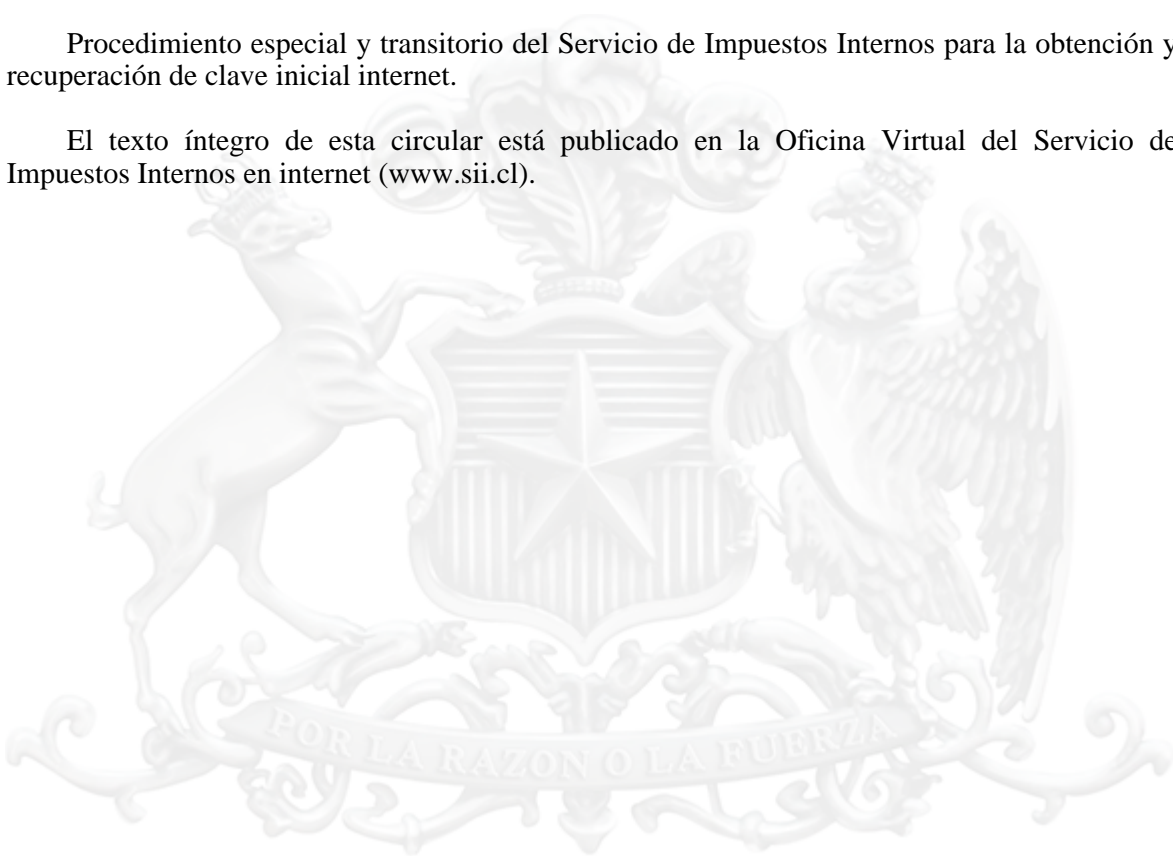 Procedimiento especial y transitorio del Servicio de Impuestos Internos para la obtención y
recuperación de clave inicial internet.
El texto íntegro de esta circular está publicado en la Oficina Virtual del Servicio de
Impuestos Internos en internet (www.sii.cl).
POR LA RAZON O LA FUERZA